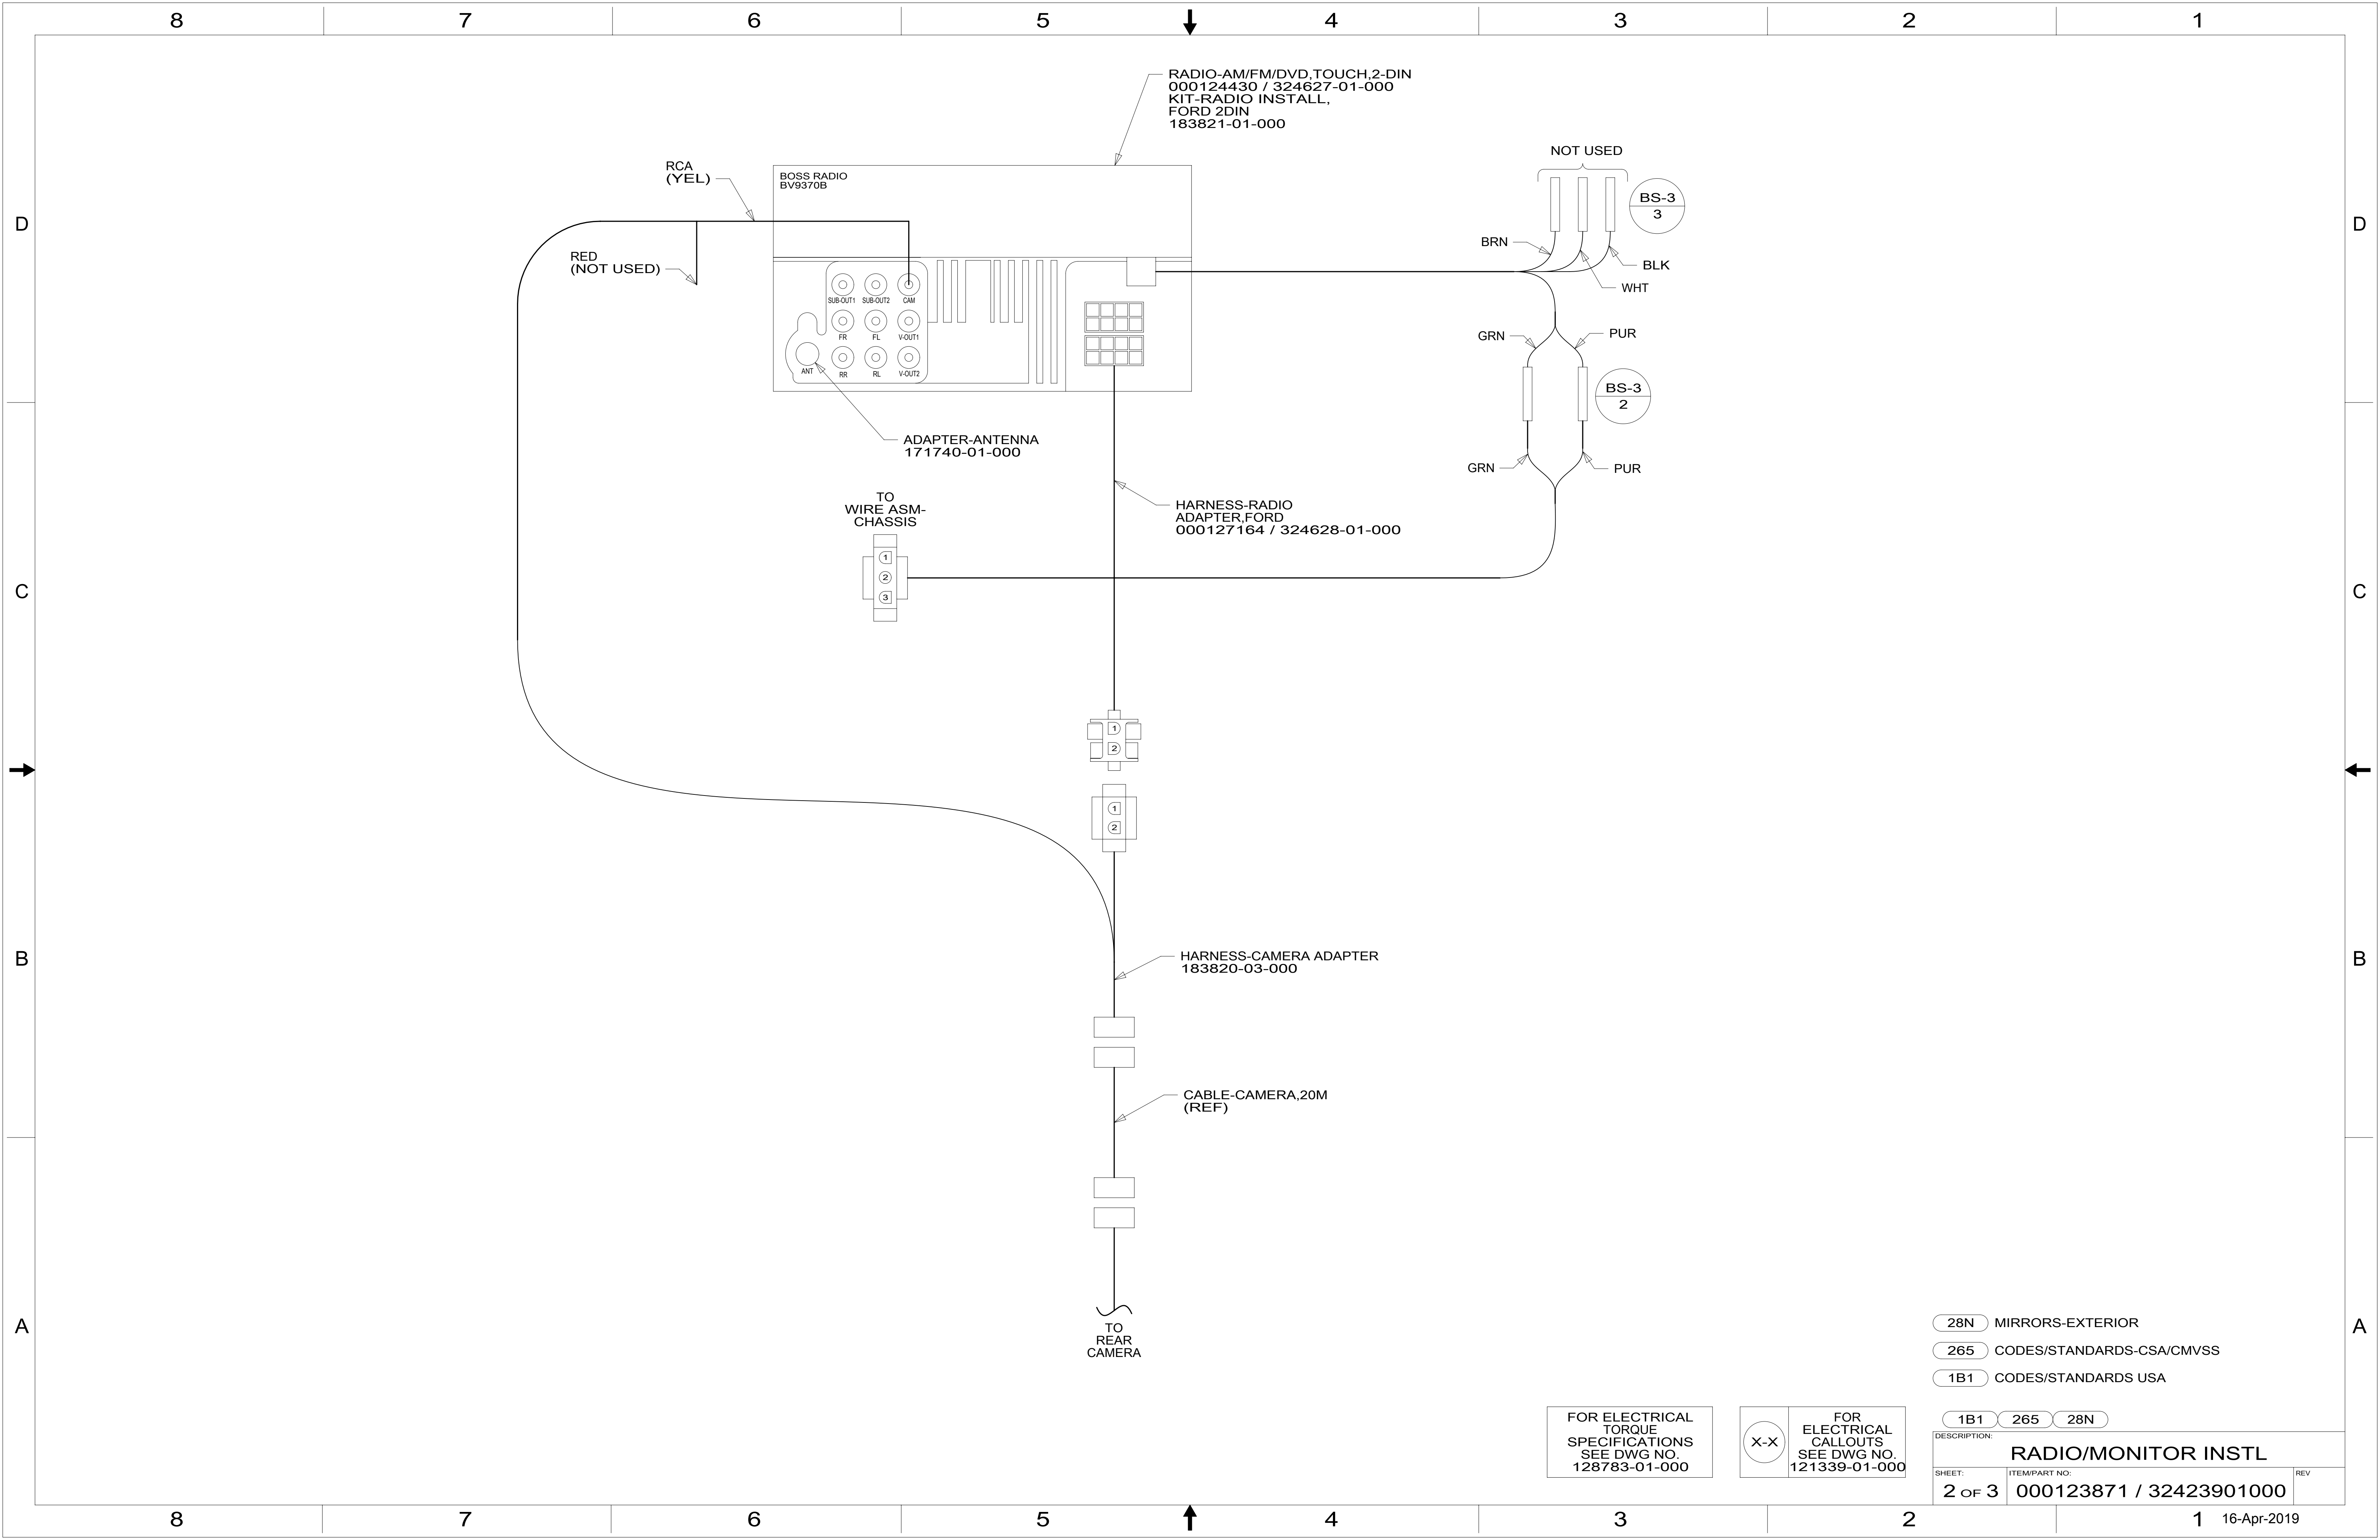 8 7 6 5 4 3 2 1
RADIO-AM/FM/DVD,TOUCH,2-DIN
000124430 / 324627-01-000
KIT-RADIO INSTALL,
FORD 2DIN
183821-01-000
RCA
(YEL)
BOSS RADIO
BV9370B
NOT USED
BS-3
3
D
D
BRN
BLK
WHT
RED
(NOT USED)
SUB-OUT1 SUB-OUT2 CAM
FR FL V-OUT1
ANT RR RL V-OUT2
GRN
PUR
BS-3
2
GRN
PUR
ADAPTER-ANTENNA
171740-01-000
TO
WIRE ASM-
CHASSIS
1
2
3
HARNESS-RADIO
ADAPTER,FORD
000127164 / 324628-01-000
C
C
1
2
1
2
B
B
HARNESS-CAMERA ADAPTER
183820-03-000
CABLE-CAMERA,20M
(REF)
A
A
TO
REAR
CAMERA
28N MIRRORS-EXTERIOR
265 CODES/STANDARDS-CSA/CMVSS
1B1 CODES/STANDARDS USA
FOR ELECTRICAL
TORQUE
SPECIFICATIONS
SEE DWG NO.
128783-01-000
X-X
FOR
ELECTRICAL
CALLOUTS
SEE DWG NO.
121339-01-000
1B1 265 28N
DESCRIPTION:
RADIO/MONITOR INSTL
SHEET: ITEM/PART NO: REV
2 OF 3 000123871 / 32423901000
8 7 6 5 4 3 2 1
16-Apr-2019